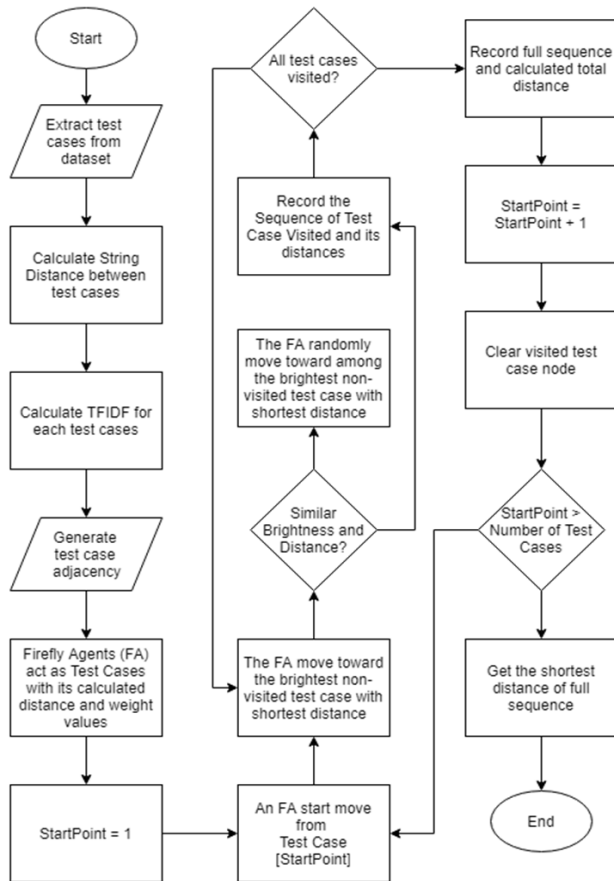 Start
Extract test
cases from
dataset
Calculate String
Distance between
test cases
Calculate TFIDF for
each test cases
Generate
test case
adjacency
Firefly Agents (FA)
act as Test Cases
with its calculated
distance and weight
values
StartPoint = 1
An FA start move
from
Test Case
[StartPoint]
The FA move toward
the brightest non-
visited test case with
shortest distance
Similar
Brightness and
Distance?
The FA randomly
move toward among
the brightest non-
visited test case with
shortest distance
Record the
Sequence of Test
Case Visited and its
distances
All test cases
visited?
Record full sequence
and calculated total
distance
StartPoint =
StartPoint + 1
Clear visited test
case node
StartPoint >
Number of Test
Cases
Get the shortest
distance of full
sequence
End